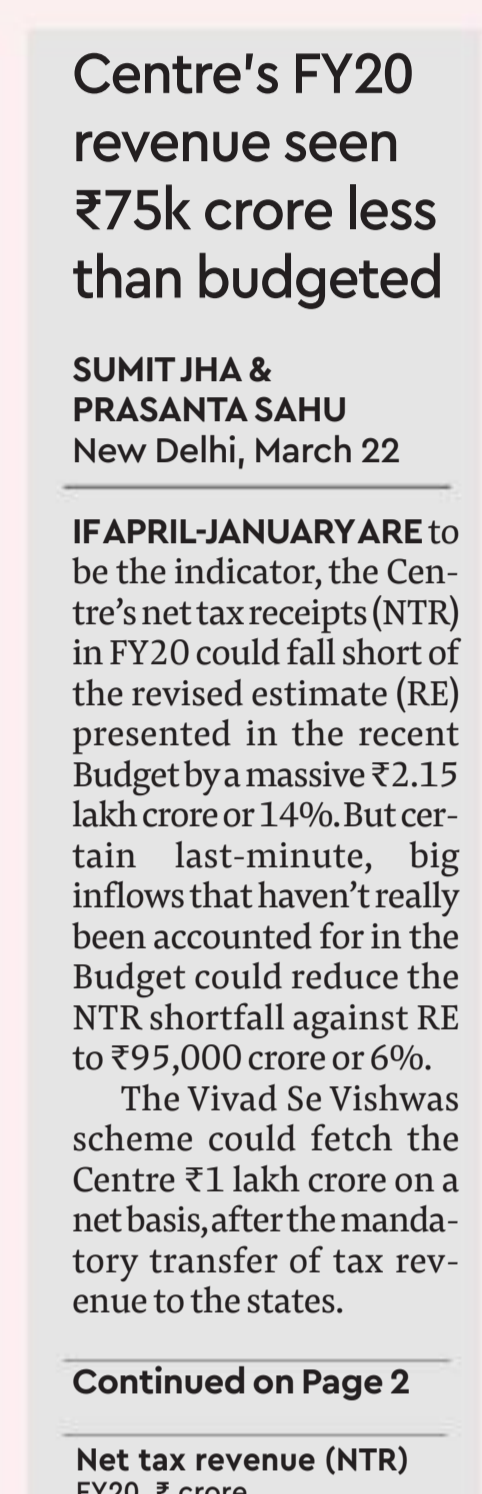 Centre's FY20
revenue seen
₹75k crore less
than budgeted
SUMIT JHA &
PRASANTA SAHU
New Delhi, March 22
IF APRIL-JANUARY ARE to
be the indicator, the Cen-
tre's net tax receipts (NTR)
in FY20 could fall short of
the revised estimate (RE)
presented in the recent
Budget by a massive ₹2.15
lakh crore or 14%. But cer-
tain last-minute, big
inflows that haven't really
been accounted for in the
Budget could reduce the
NTR shortfall against RE
to ₹95,000 crore or 6%.
The Vivad Se Vishwas
scheme could fetch the
Centre ₹1 lakh crore on a
net basis, after the manda-
tory transfer of tax rev-
enue to the states.
Continued on Page 2
Net tax revenue (NTR)
FY20, ₹ crore